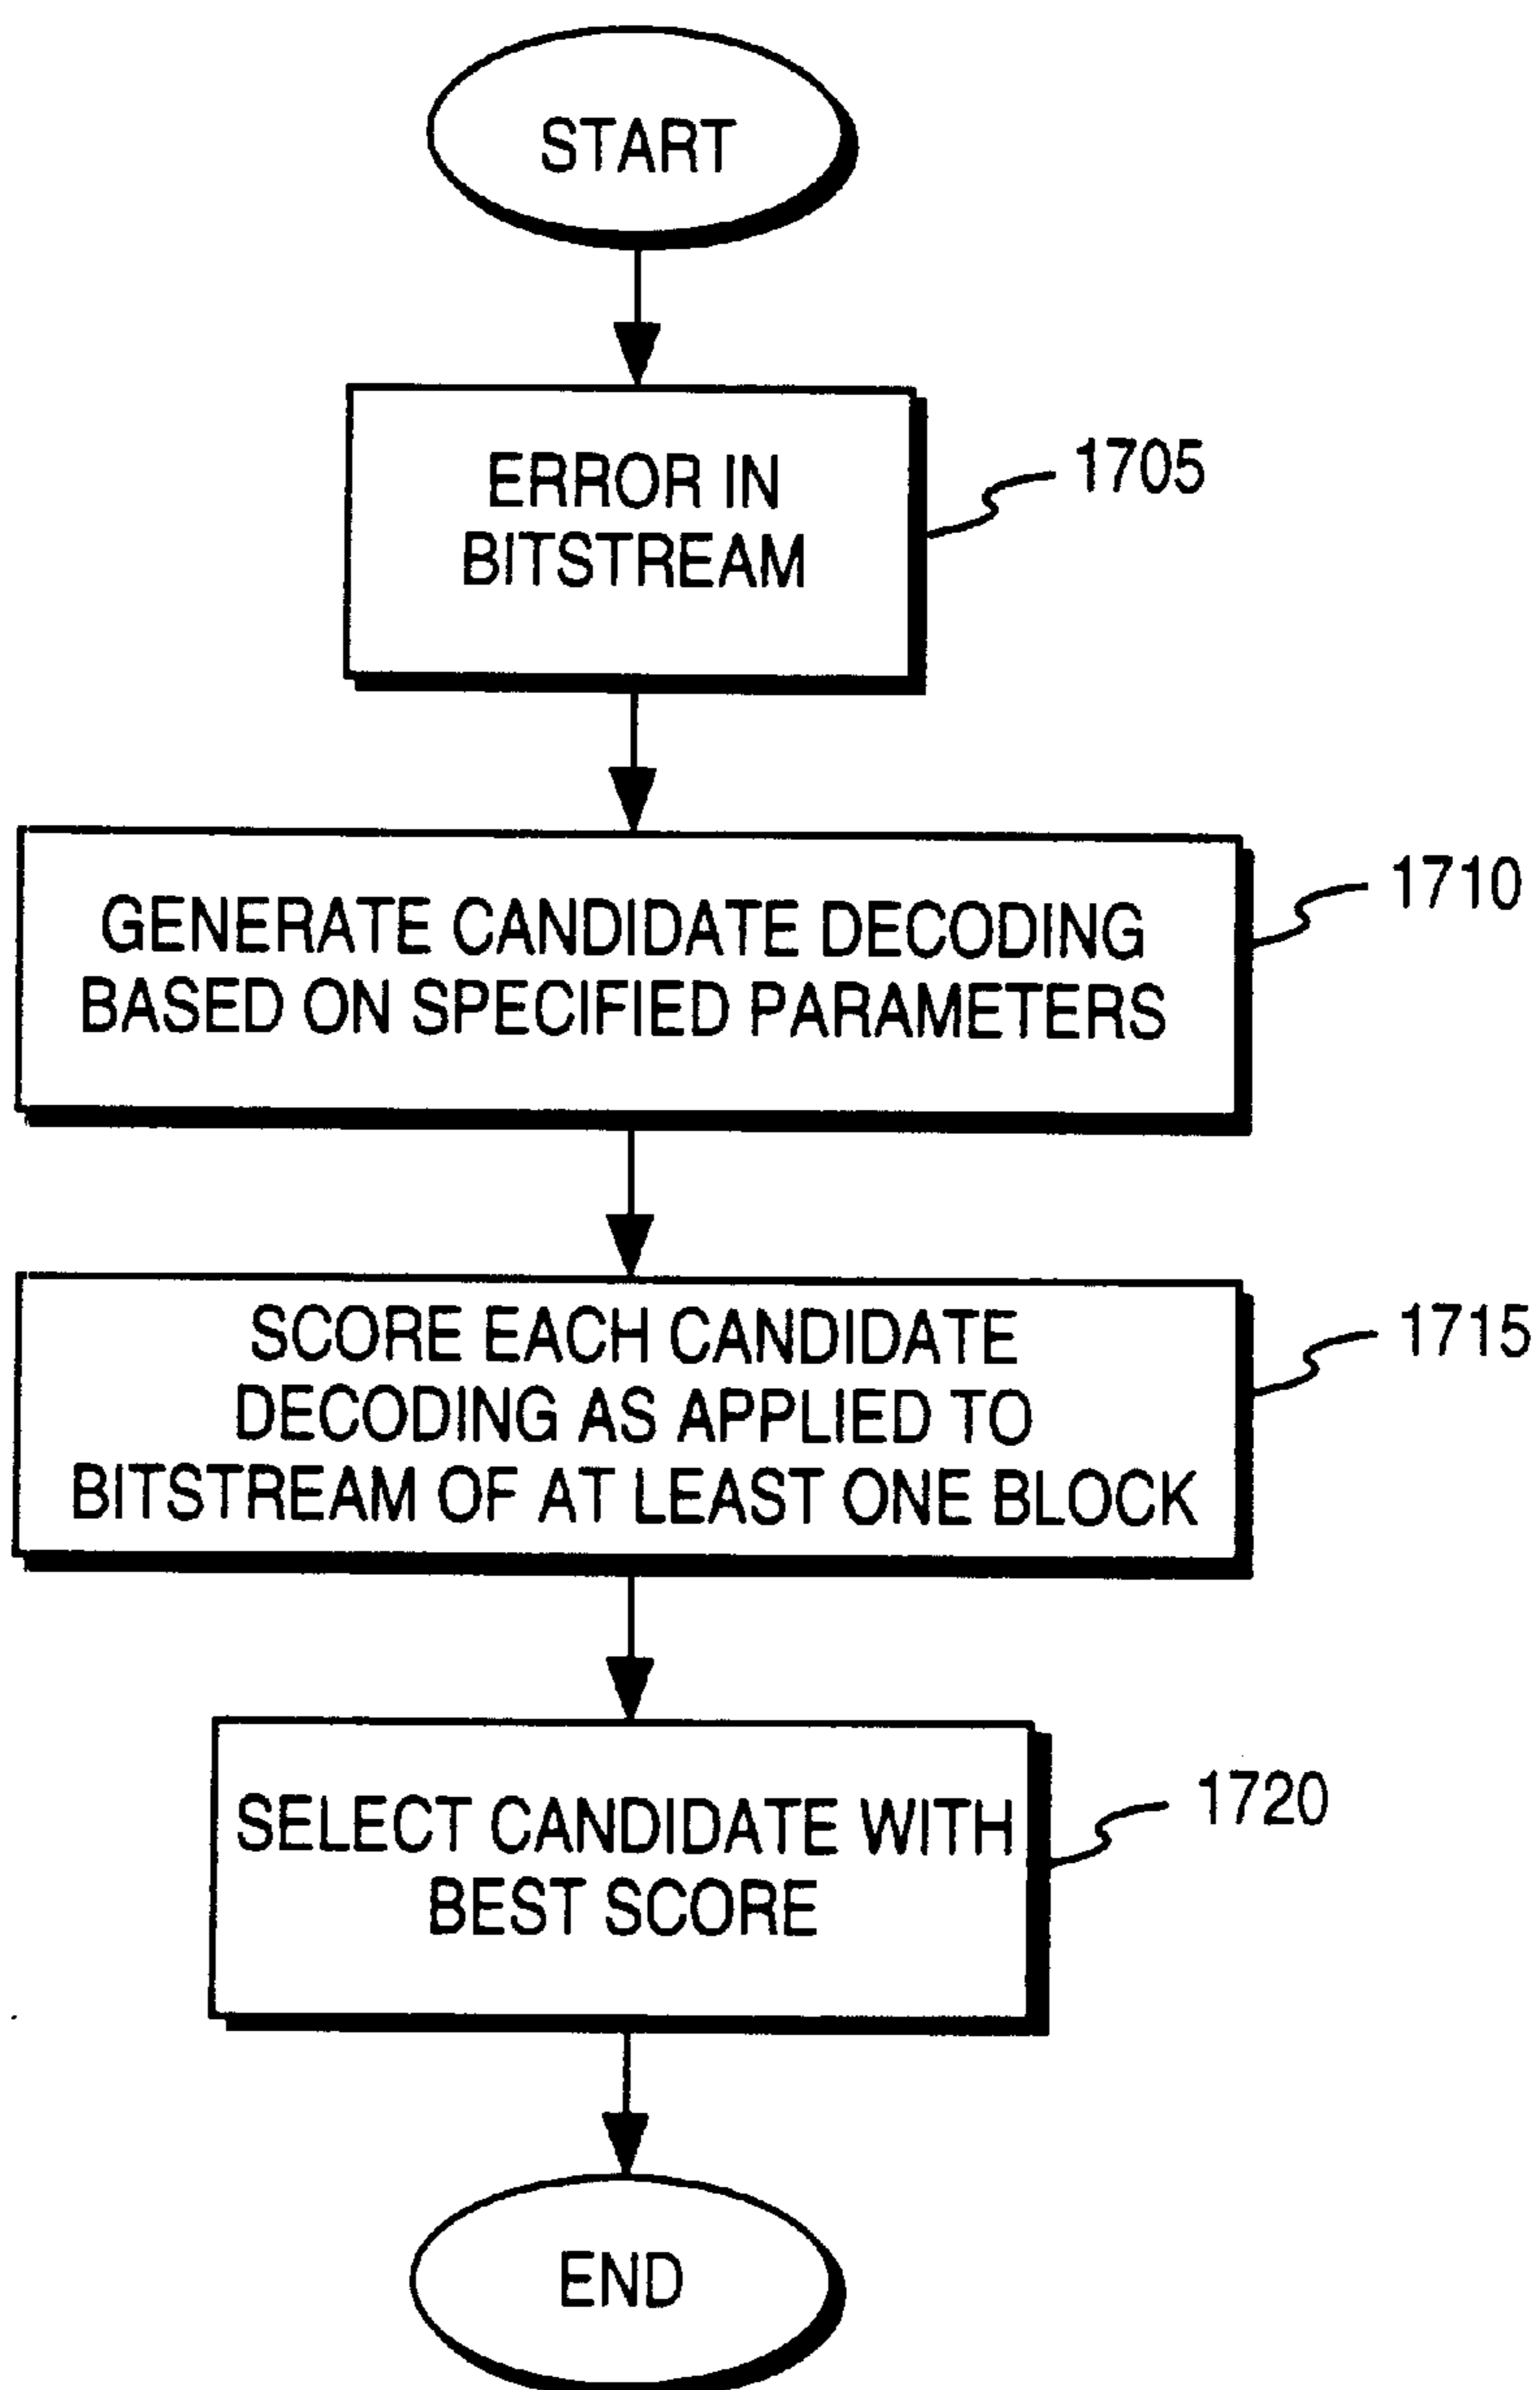 START
ERROR IN
BITSTREAM
1705
GENERATE CANDIDATE DECODING
BASED ON SPECIFIED PARAMETERS
1710
SCORE EACH CANDIDATE
DECODING AS APPLIED TO
BITSTREAM OF AT LEAST ONE BLOCK
1715
SELECT CANDIDATE WITH
BEST SCORE
1720
END